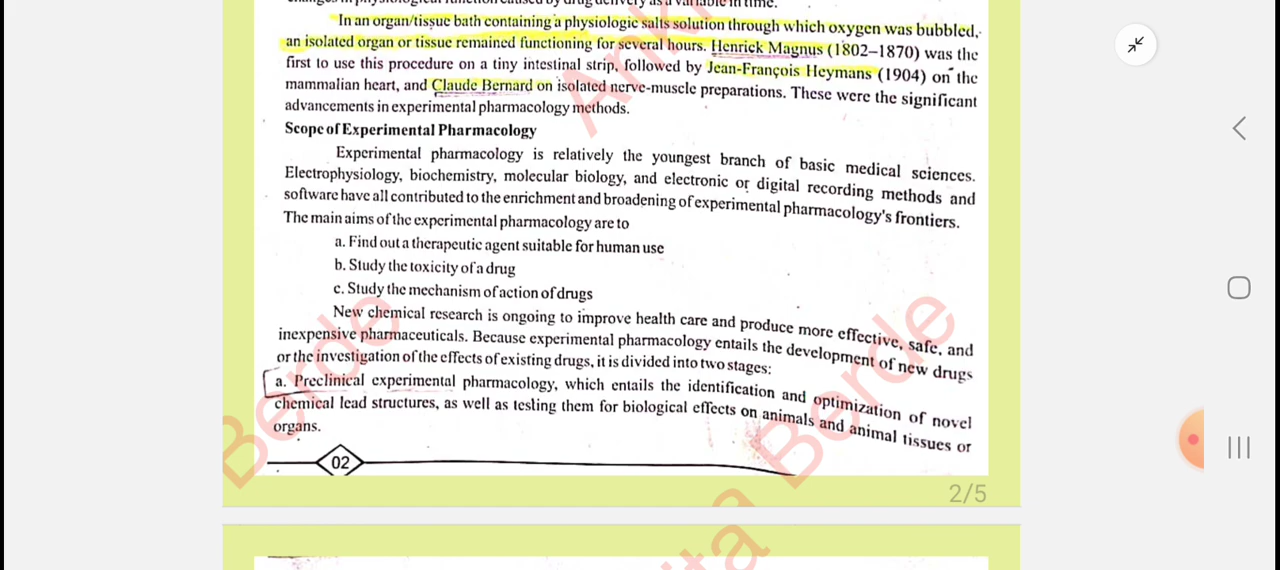 In an organ/tissue bath containing a physiologic salts solution through which oxygen was bubbled,
an isolated organ or tissue remained functioning for several hours. Henrick Magnus (1802–1870) was the
first to use this procedure on a tiny intestinal strip, followed by Jean-François Heymans (1904) on the
mammalian heart, and Claude Bernard on isolated nerve-muscle preparations. These were the significant
advancements in experimental pharmacology methods.
Scope of Experimental Pharmacology
Experimental pharmacology is relatively the youngest branch of basic medical sciences.
Electrophysiology, biochemistry, molecular biology, and electronic or digital recording methods and
software have all contributed to the enrichment and broadening of experimental pharmacology's frontiers.
The main aims of the experimental pharmacology are to
a. Find out a therapeutic agent suitable for human use
b. Study the toxicity of a drug
c. Study the mechanism of action of drugs
New chemical research is ongoing to improve health care and produce more effective, safe, and
inexpensive pharmaceuticals. Because experimental pharmacology entails the development of new drugs
or the investigation of the effects of existing drugs, it is divided into two stages:
a. Preclinical experimental pharmacology, which entails the identification and optimization of novel
chemical lead structures, as well as testing them for biological effects on animals and animal tissues or
organs.
02
2/5
Berde
Berde